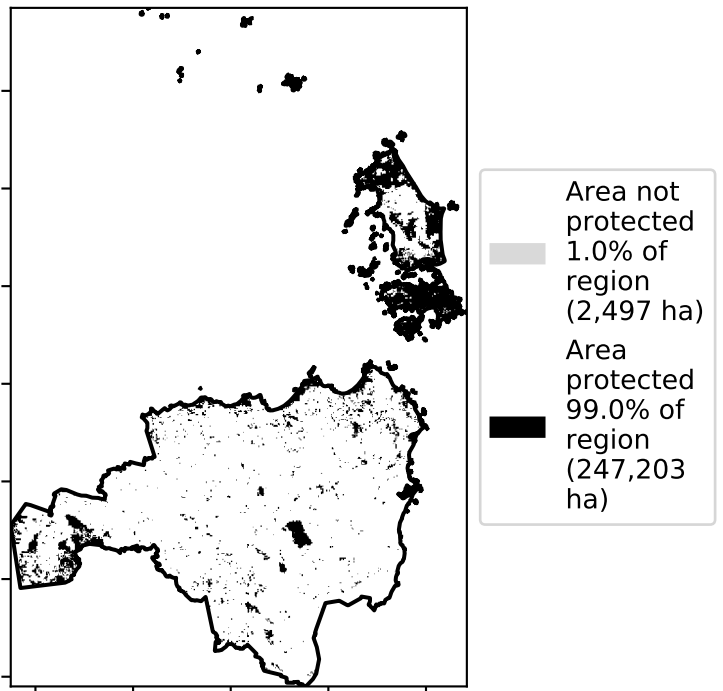 Area not
protected
1.0% of
region
(2,497 ha)
Area
protected
99.0% of
region
(247,203
ha)